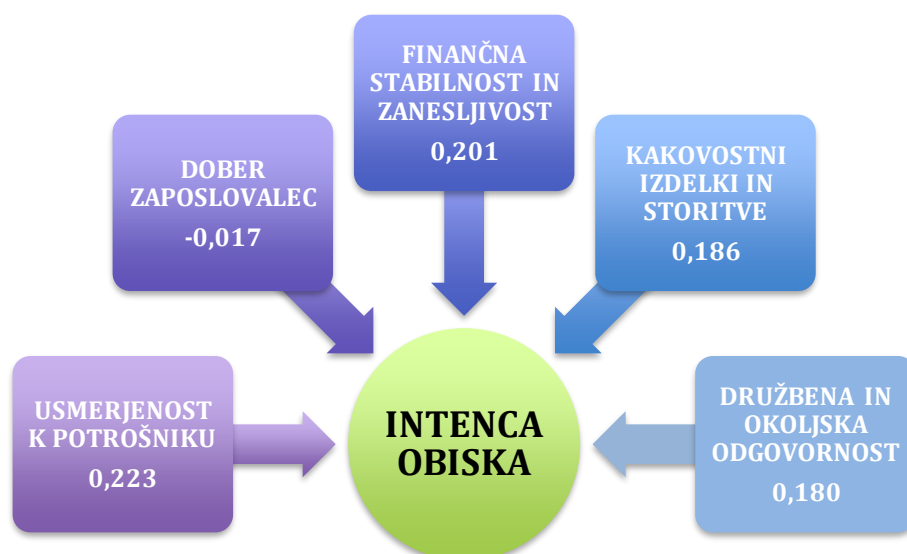 FINANČNA
STABILNOST IN
ZANESLJIVOST
0,201
DOBER
ZAPOSLOVALEC
-0,017
KAKOVOSTNI
IZDELKI IN
STORITVE
0,186
USMERJENOST
K POTROŠNIKU
0,223
INTENCA
OBISKA
DRUŽBENA IN
OKOLJSKA
ODGOVORNOST
0,180